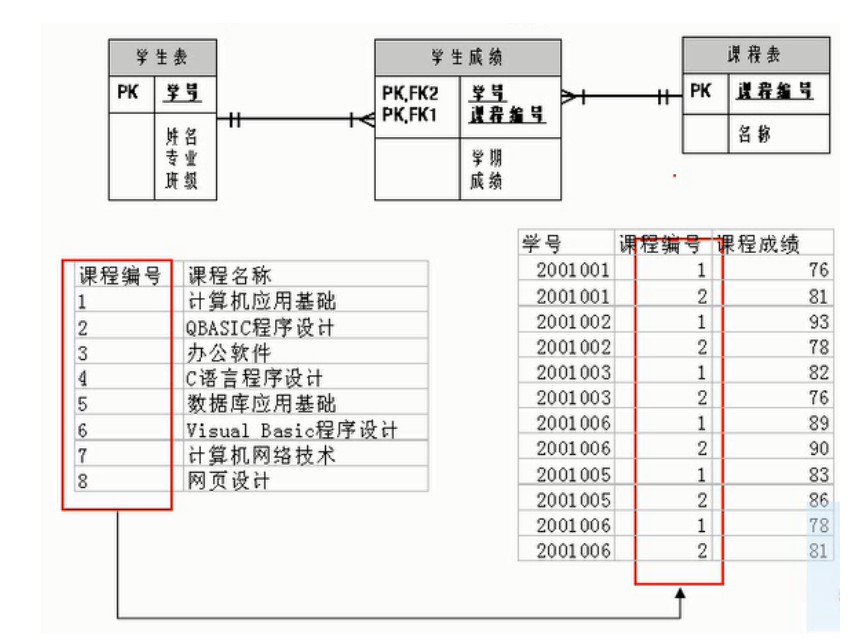 学生表
PK 学号
姓名
专业
班级
学生成绩
PK,FK2 学号
PK,FK1 课程编号
学期
成绩
课程表
PK 课程编号
名称
课程编号 课程名称
1 计算机应用基础
2 QBASIC程序设计
3 办公软件
4 C语言程序设计
5 数据库应用基础
6 Visual Basic程序设计
7 计算机网络技术
8 网页设计
学号 课程编号 课程成绩
2001001 1 76
2001001 2 81
2001002 1 93
2001002 2 78
2001003 1 82
2001003 2 76
2001006 1 89
2001006 2 90
2001005 1 83
2001005 2 86
2001006 1 78
2001006 2 81